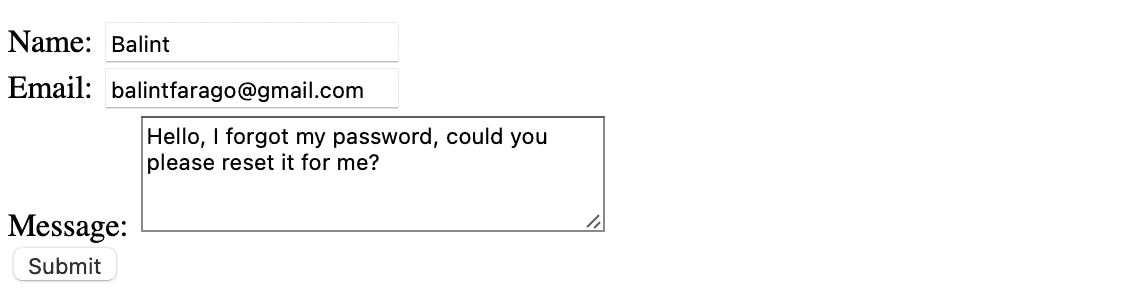 Name: Balint
Email: balintfarago@gmail.com
Hello, I forgot my password, could you
please reset it for me?
Message:
Submit